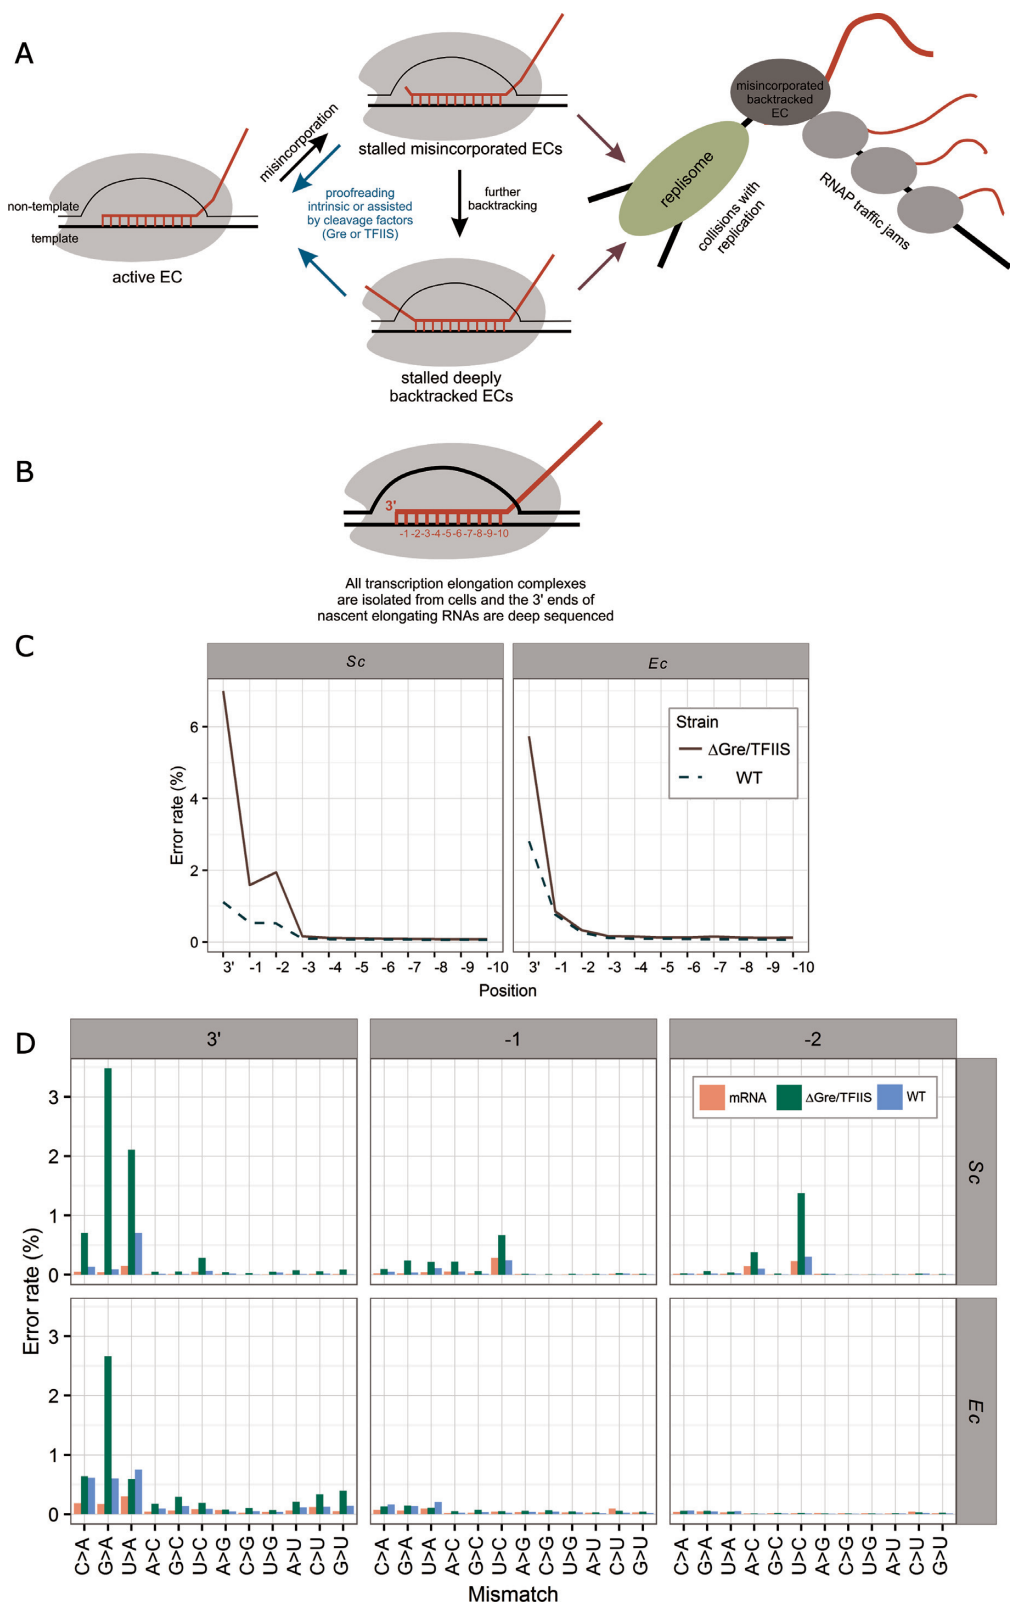 A
non-template
template
active EC
misincorporation
proofreading
intrinsic or assisted
by cleavage factors
(Gre or TFIIS)
stalled misincorporated ECs
further
backtracking
stalled deeply
backtracked ECs
replisome
collisions with
replication
misincorporated
backtracked
EC
RNAP traffic jams
B
3'
-1 -2 -3 -4 -5 -6 -7 -8 -9 -10
All transcription elongation complexes
are isolated from cells and the 3' ends of
nascent elongating RNAs are deep sequenced
C
Sc
Ec
Strain
ΔGre/TFIIS
WT
Error rate (%)
6
4
2
0
3' -1 -2 -3 -4 -5 -6 -7 -8 -9 -10
3' -1 -2 -3 -4 -5 -6 -7 -8 -9 -10
Position
D
3'
-1
-2
mRNA ΔGre/TFIIS WT
Sc
Ec
Error rate (%)
3
2
1
0
3
2
1
0
C>A G>A U>A A>C G>C U>C A>G C>G U>G A>U C>U G>U
C>A G>A U>A A>C G>C U>C A>G C>G U>G A>U C>U G>U
C>A G>A U>A A>C G>C U>C A>G C>G U>G A>U C>U G>U
Mismatch